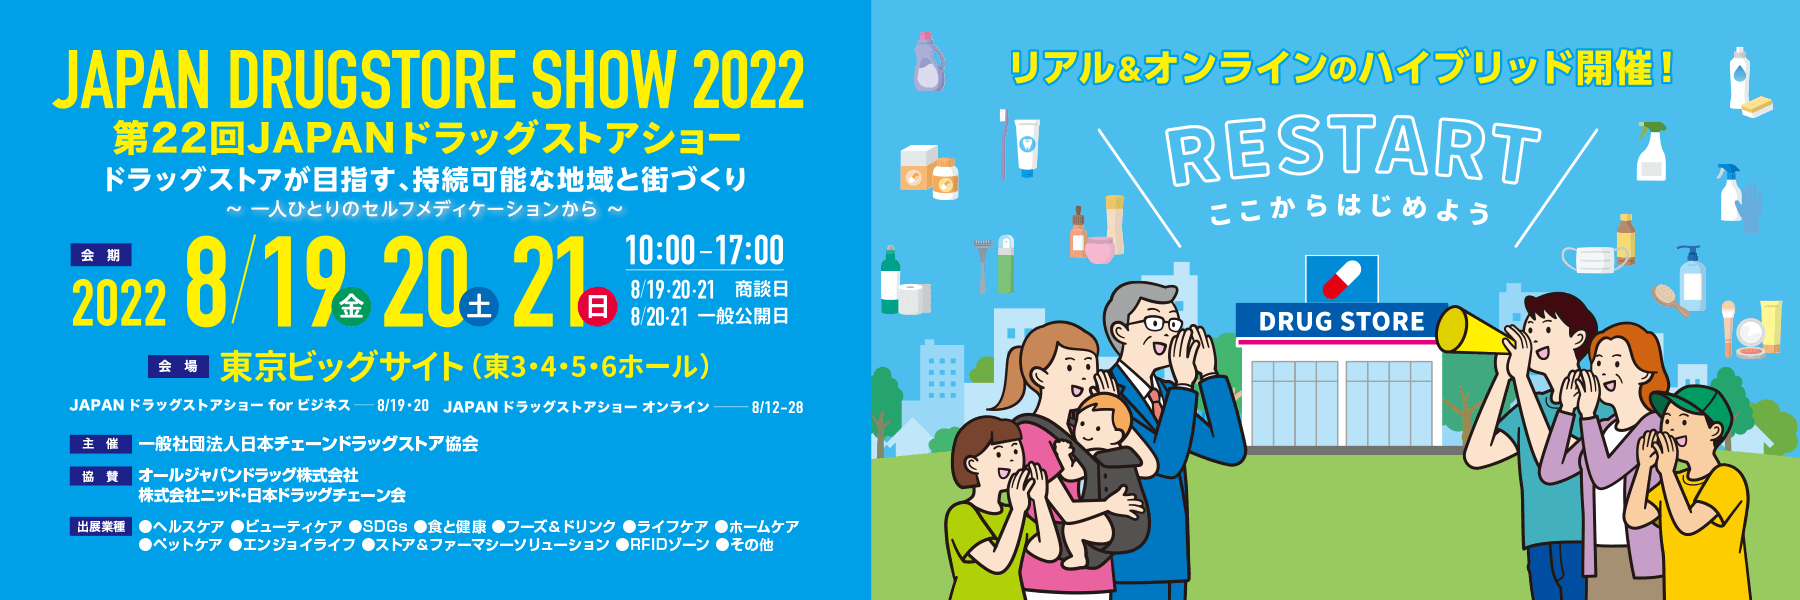 JAPAN DRUGSTORE SHOW 2022
第22回JAPANドラッグストアショー
ドラッグストアが目指す、持続可能な地域と街づくり
～ 一人ひとりのセルフメディケーションから ～
会 期
2022 8/19金 20土 21日
10:00－17:00
8/19・20・21 商談日
8/20・21 一般公開日
会 場 東京ビッグサイト（東3・4・5・6ホール）
JAPAN ドラッグストアショー for ビジネス ── 8/19・20 JAPAN ドラッグストアショー オンライン ── 8/12−28
主 催 一般社団法人日本チェーンドラッグストア協会
協 賛 オールジャパンドラッグ株式会社
株式会社ニッド・日本ドラッグチェーン会
出展業種 ●ヘルスケア ●ビューティケア ●SDGs ●食と健康 ●フーズ＆ドリンク ●ライフケア ●ホームケア
●ペットケア ●エンジョイライフ ●ストア＆ファーマシーソリューション ●RFIDゾーン ●その他
リアル&オンラインのハイブリッド開催！
RESTART
ここからはじめよう
DRUG STORE